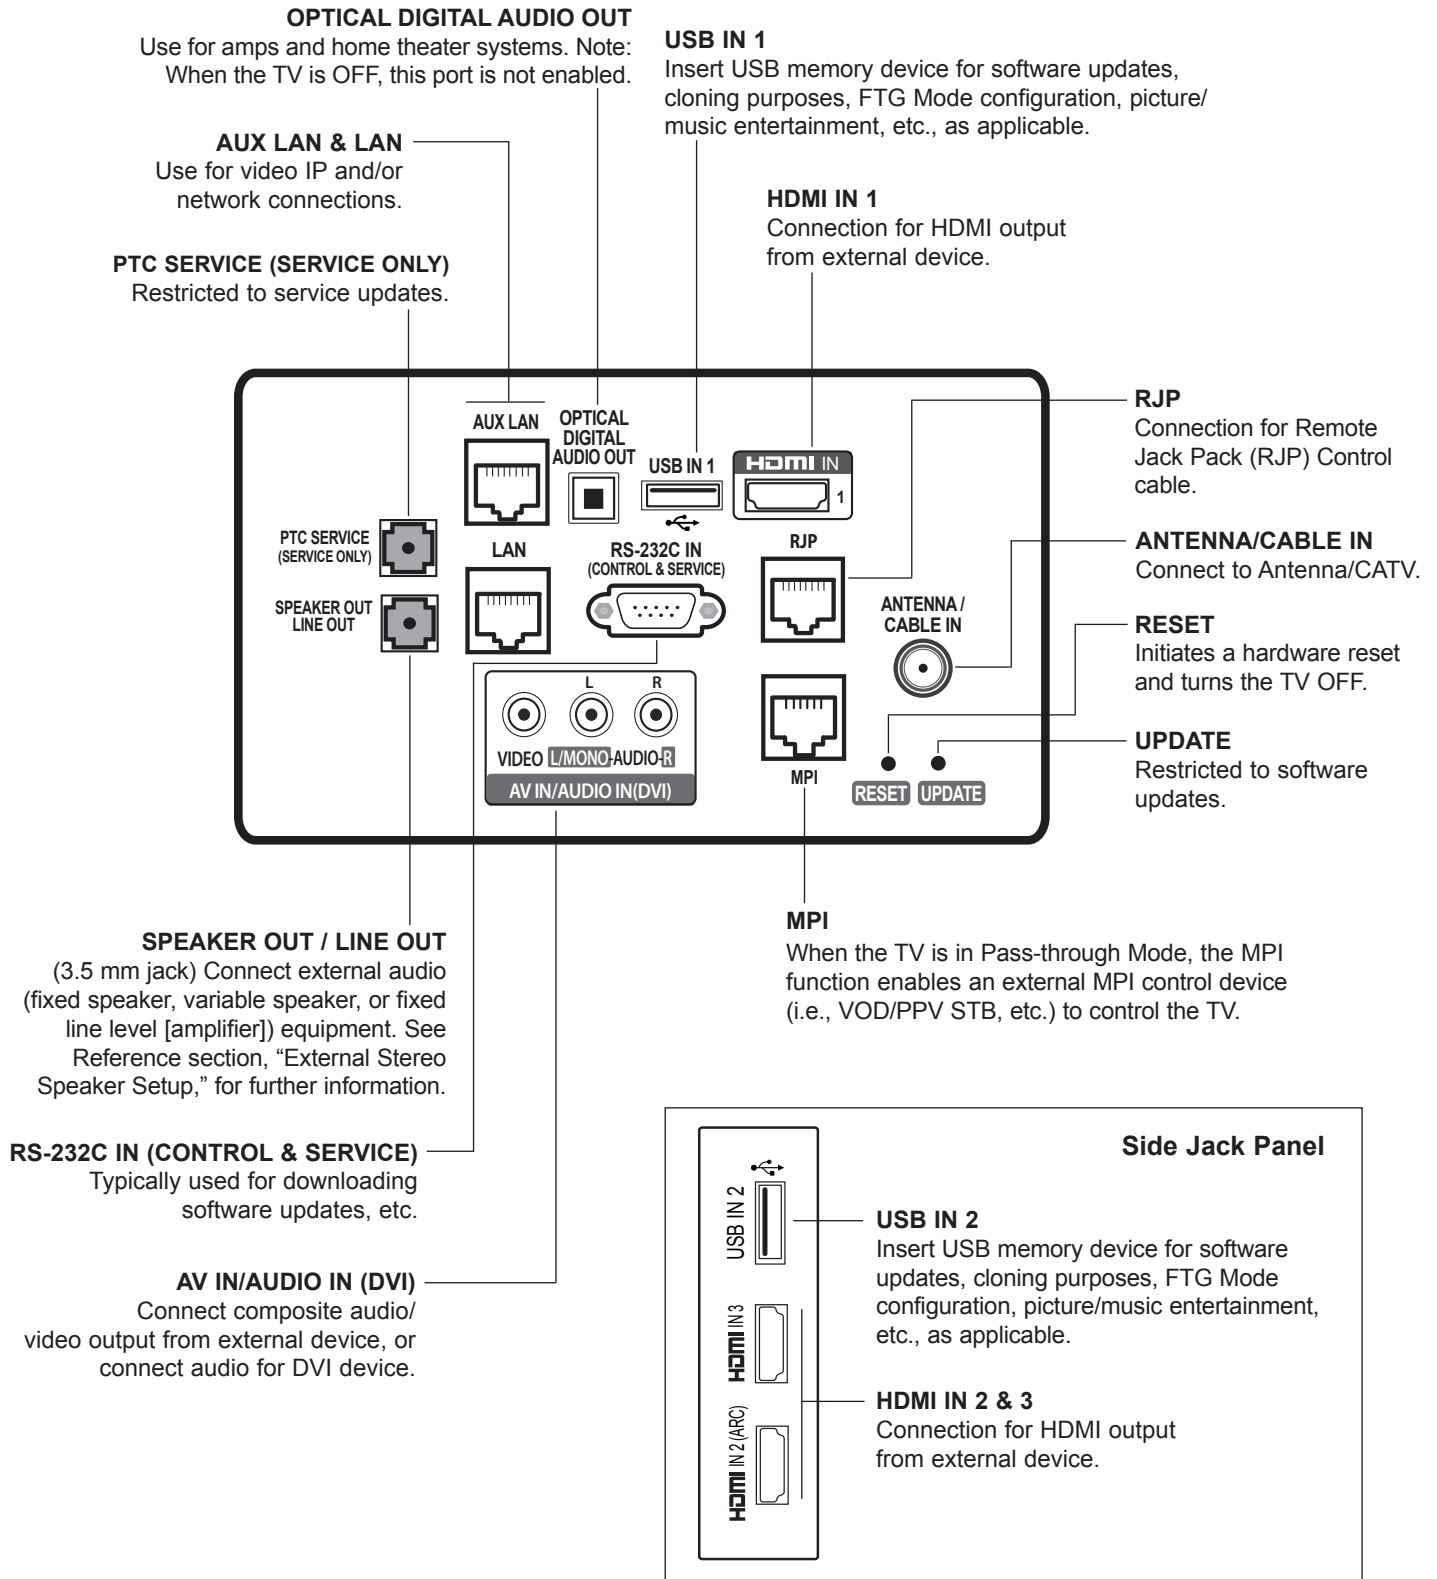 OPTICAL DIGITAL AUDIO OUT
Use for amps and home theater systems. Note:
When the TV is OFF, this port is not enabled.
USB IN 1
Insert USB memory device for software updates,
cloning purposes, FTG Mode configuration, picture/
music entertainment, etc., as applicable.
AUX LAN & LAN
Use for video IP and/or
network connections.
HDMI IN 1
Connection for HDMI output
from external device.
PTC SERVICE (SERVICE ONLY)
Restricted to service updates.
AUX LAN
OPTICAL
DIGITAL
AUDIO OUT
USB IN 1
HDMI IN
1
PTC SERVICE
(SERVICE ONLY)
LAN
RS-232C IN
(CONTROL & SERVICE)
RJP
SPEAKER OUT
LINE OUT
ANTENNA /
CABLE IN
L
R
VIDEO L/MONO-AUDIO-R
AV IN/AUDIO IN(DVI)
MPI
RESET
UPDATE
RJP
Connection for Remote
Jack Pack (RJP) Control
cable.
ANTENNA/CABLE IN
Connect to Antenna/CATV.
RESET
Initiates a hardware reset
and turns the TV OFF.
UPDATE
Restricted to software
updates.
SPEAKER OUT / LINE OUT
(3.5 mm jack) Connect external audio
(fixed speaker, variable speaker, or fixed
line level [amplifier]) equipment. See
Reference section, “External Stereo
Speaker Setup,” for further information.
MPI
When the TV is in Pass-through Mode, the MPI
function enables an external MPI control device
(i.e., VOD/PPV STB, etc.) to control the TV.
RS-232C IN (CONTROL & SERVICE)
Typically used for downloading
software updates, etc.
AV IN/AUDIO IN (DVI)
Connect composite audio/
video output from external device, or
connect audio for DVI device.
Side Jack Panel
USB IN 2
HDMI IN 3
HDMI IN 2 (ARC)
USB IN 2
Insert USB memory device for software
updates, cloning purposes, FTG Mode
configuration, picture/music entertainment,
etc., as applicable.
HDMI IN 2 & 3
Connection for HDMI output
from external device.